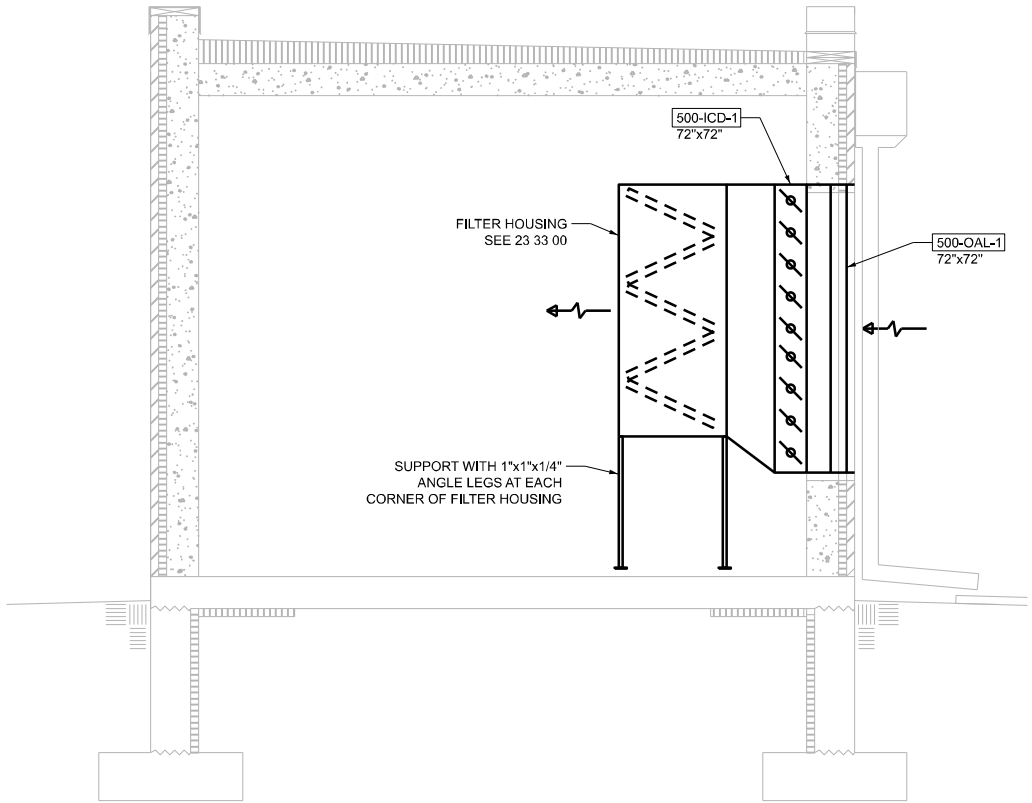 500-ICD-1
72"x72"
FILTER HOUSING
SEE 23 33 00
500-OAL-1
72"x72"
SUPPORT WITH 1"x1"x1/4"
ANGLE LEGS AT EACH
CORNER OF FILTER HOUSING